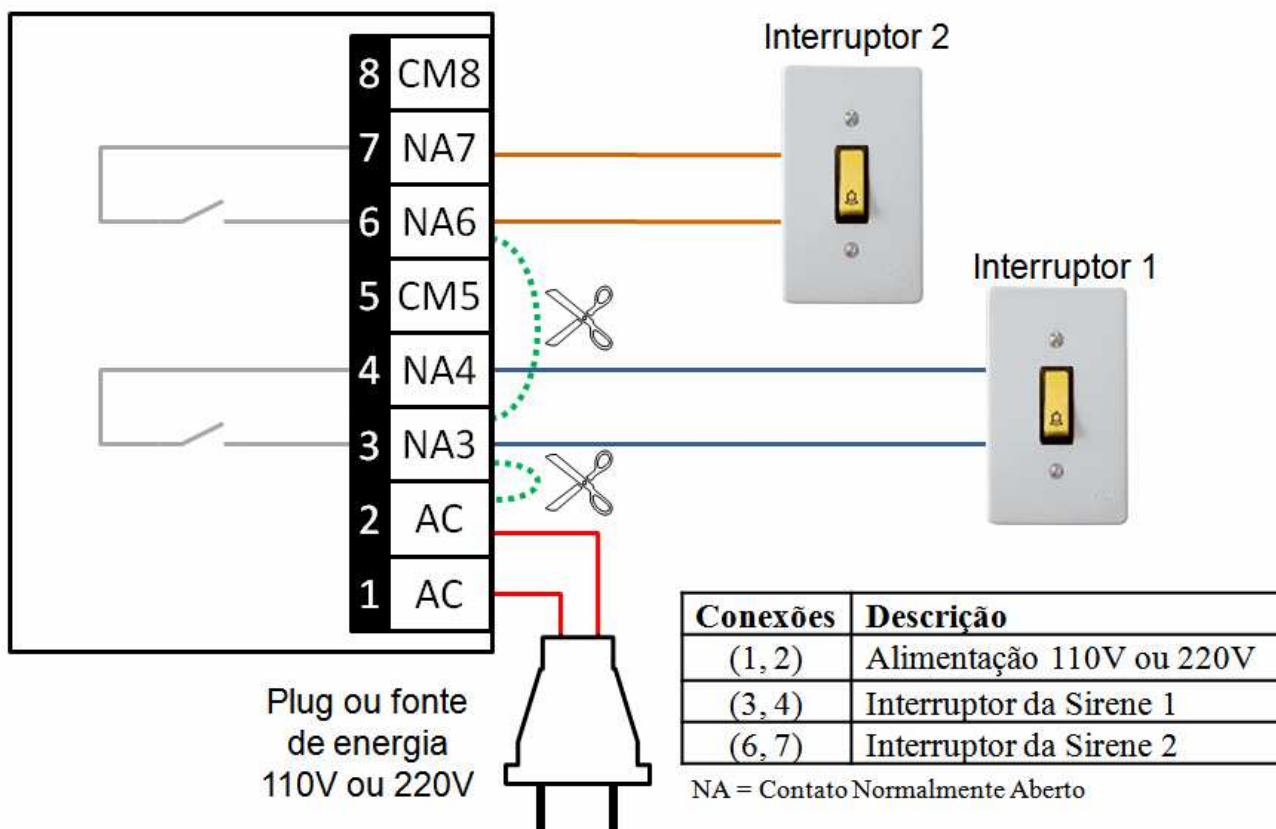 Interruptor 2
8 CM8
7 NA7
6 NA6
Interruptor 1
5 CM5
4 NA4
3 NA3
2 AC
1 AC
Plug ou fonte
de energia
110V ou 220V
Conexões Descrição
(1, 2) Alimentação 110V ou 220V
(3, 4) Interruptor da Sirene 1
(6, 7) Interruptor da Sirene 2
NA = Contato Normalmente Aberto